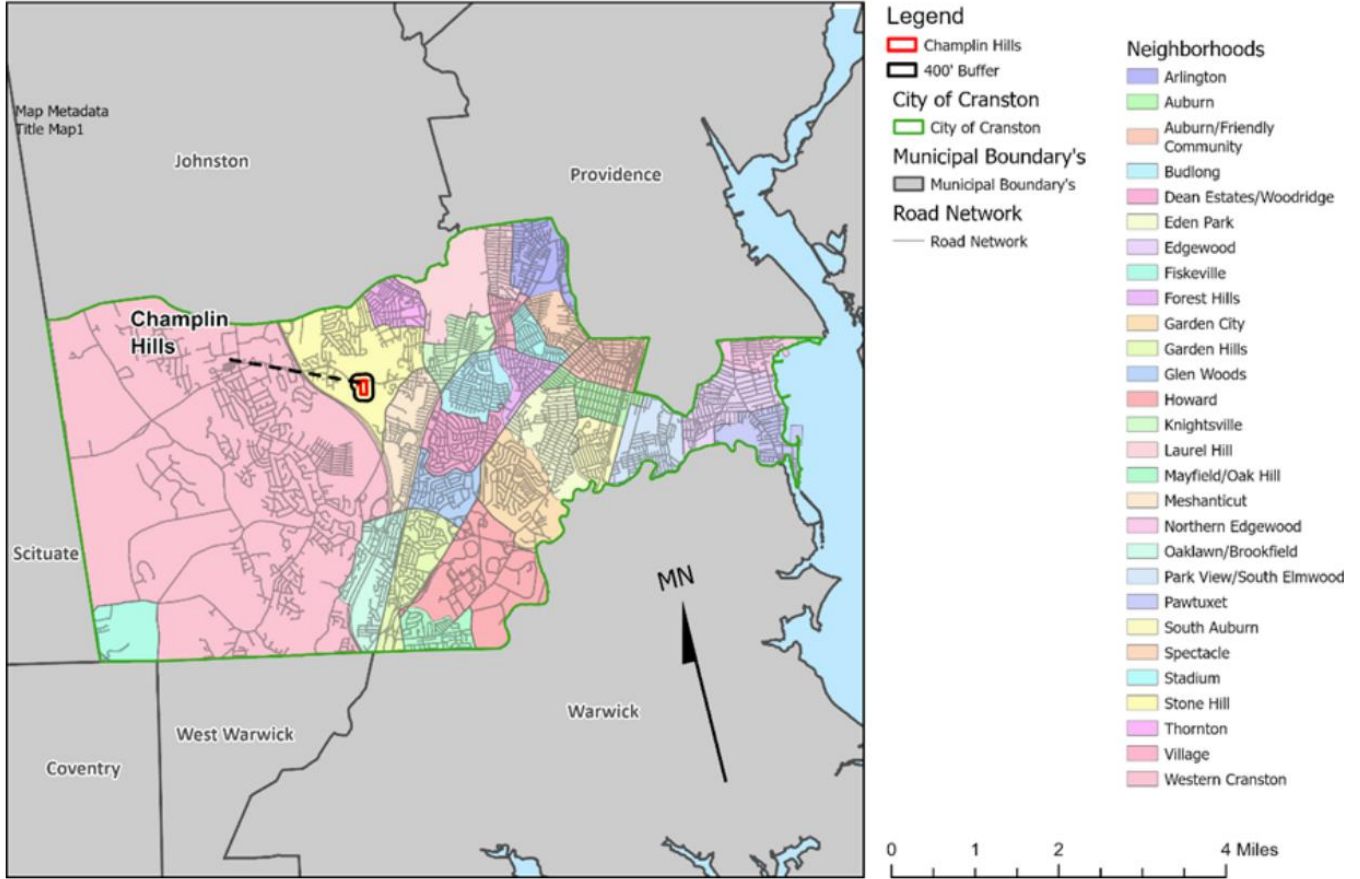 Map Metadata
Title Map1
Johnston
Providence
Champlin
Hills
Scituate
MN
West Warwick
Warwick
Coventry
Legend
Champlin Hills
400' Buffer
City of Cranston
City of Cranston
Municipal Boundary's
Municipal Boundary's
Road Network
Road Network
Neighborhoods
Arlington
Auburn
Auburn/Friendly
Community
Budlong
Dean Estates/Woodridge
Eden Park
Edgewood
Fiskeville
Forest Hills
Garden City
Garden Hills
Glen Woods
Howard
Knightsville
Laurel Hill
Mayfield/Oak Hill
Meshanticut
Northern Edgewood
Oaklawn/Brookfield
Park View/South Elmwood
Pawtuxet
South Auburn
Spectacle
Stadium
Stone Hill
Thornton
Village
Western Cranston
0 1 2 4 Miles